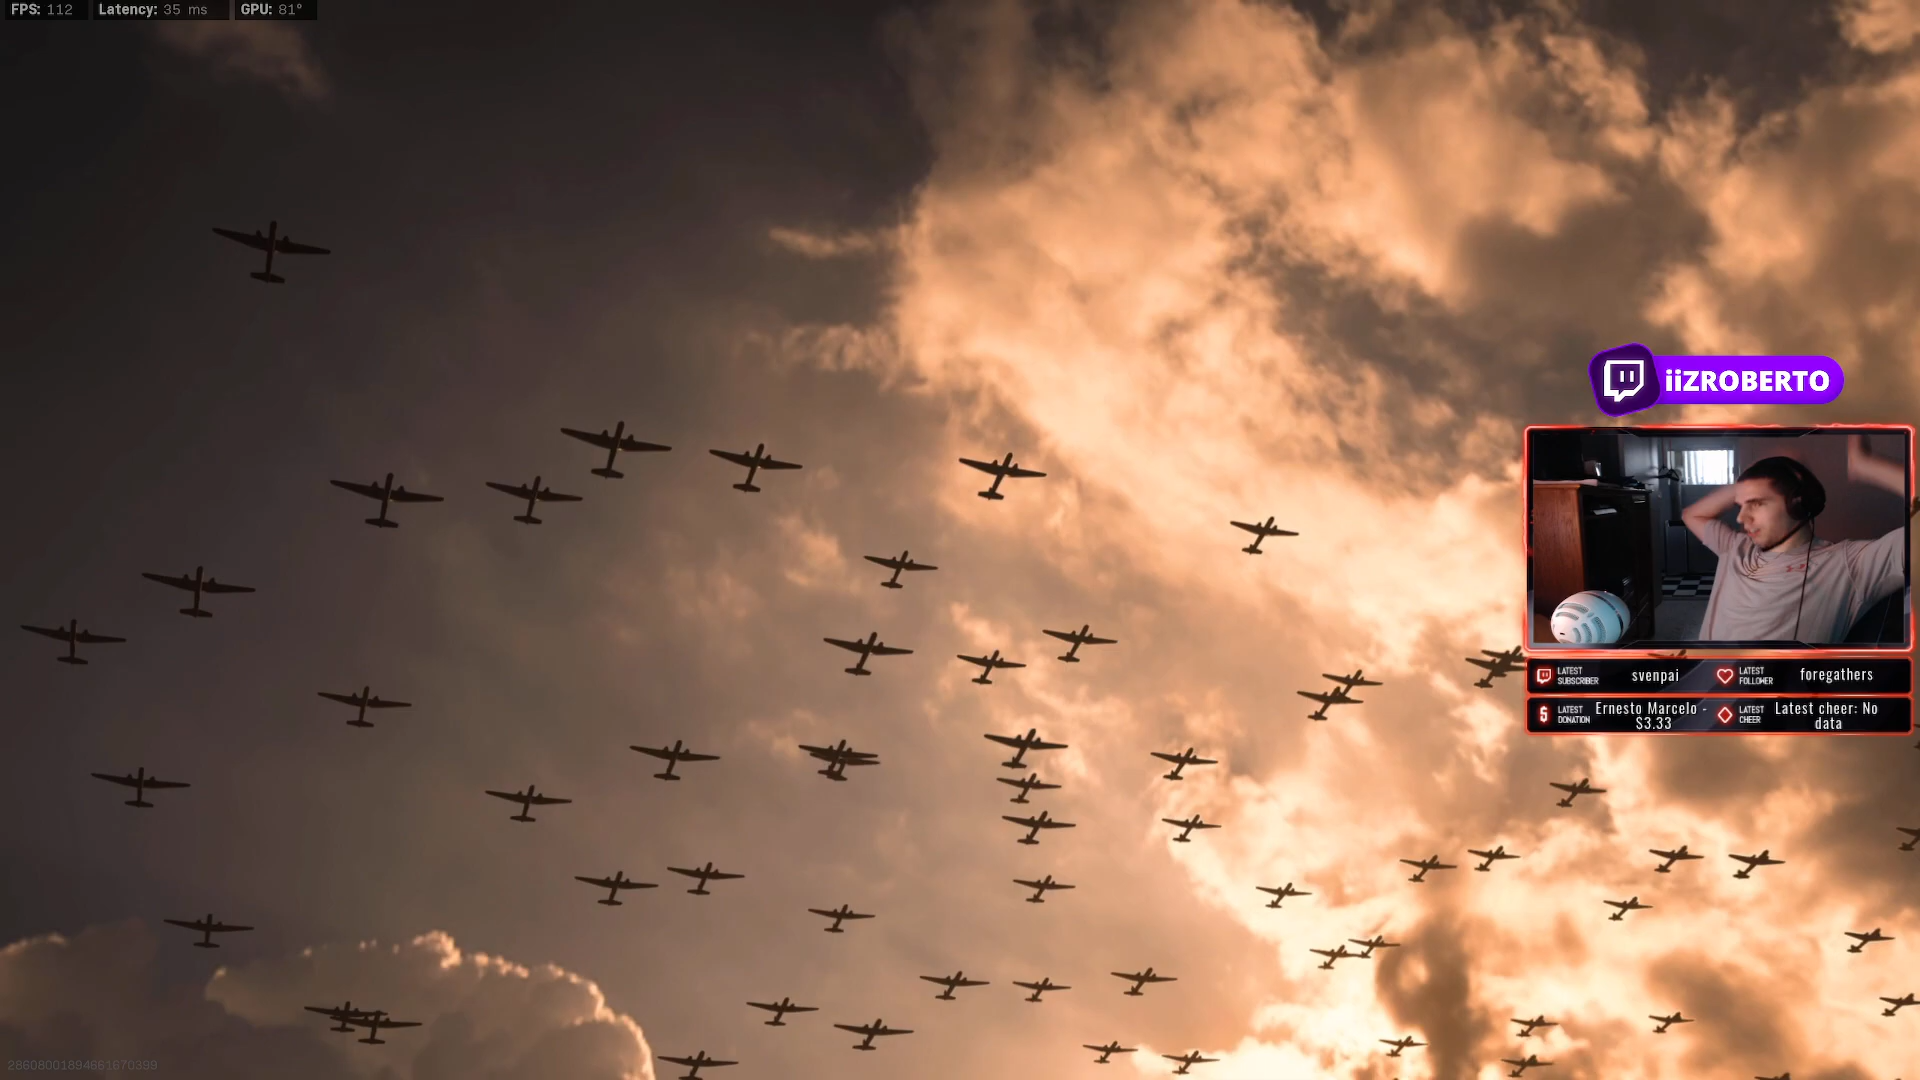 FPS: 112 Latency: 35 ms GPU: 81°
iiZROBERTO
LATEST SUBSCRIBER svenpai
LATEST FOLLOWER foregathers
LATEST DONATION Ernesto Marcelo - $3.33
LATEST CHEER Latest cheer: No data